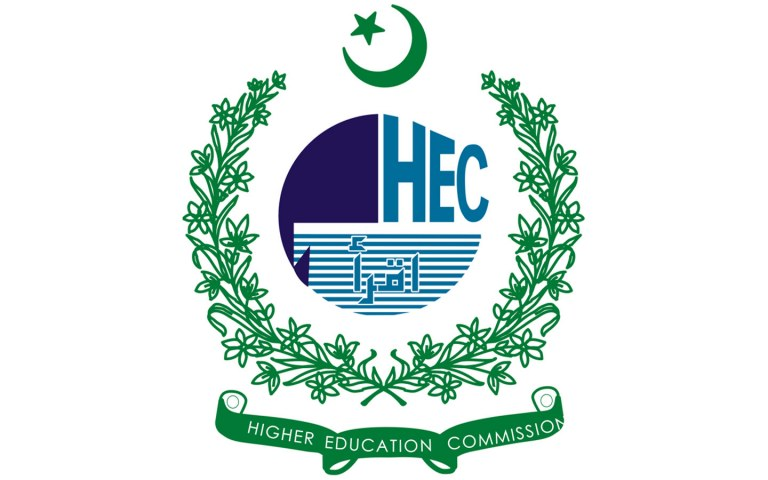 HEC
اقرأ
HIGHER EDUCATION COMMISSION